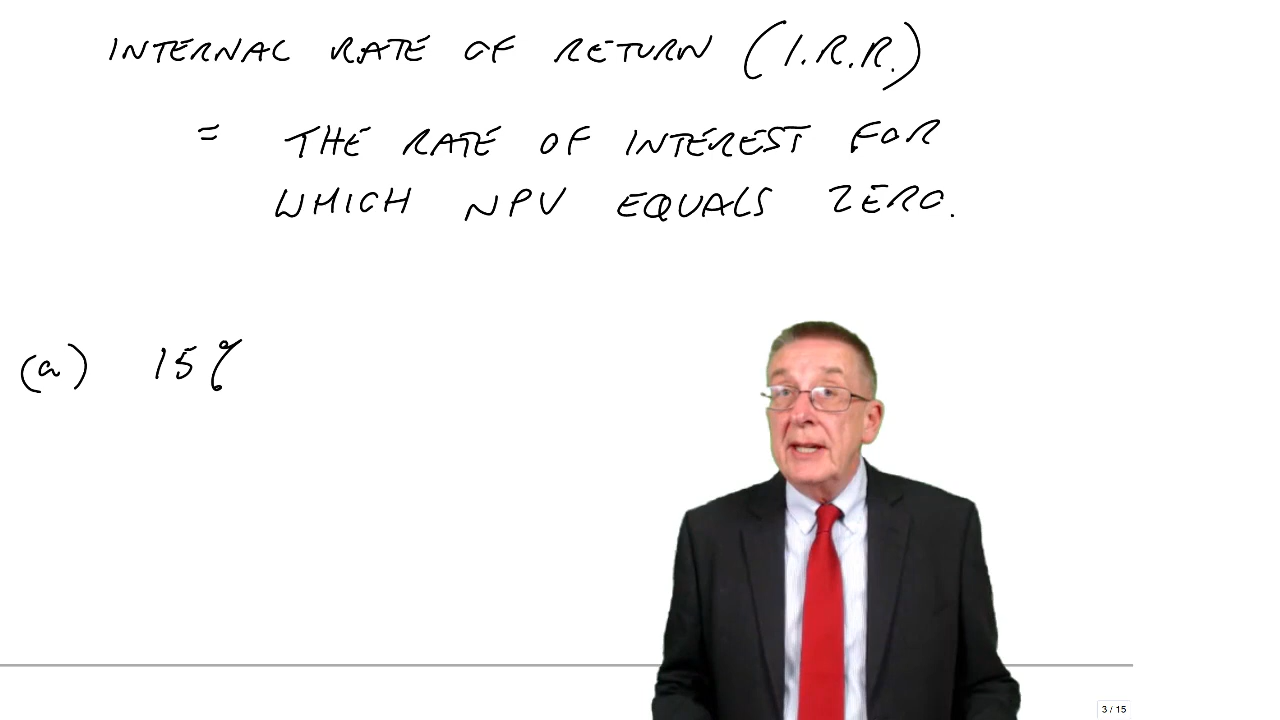 INTERNAL RATE OF RETURN (I.R.R.)
= THE RATE OF INTEREST FOR
WHICH NPV EQUALS ZERO.
(a) 15%
3 / 15